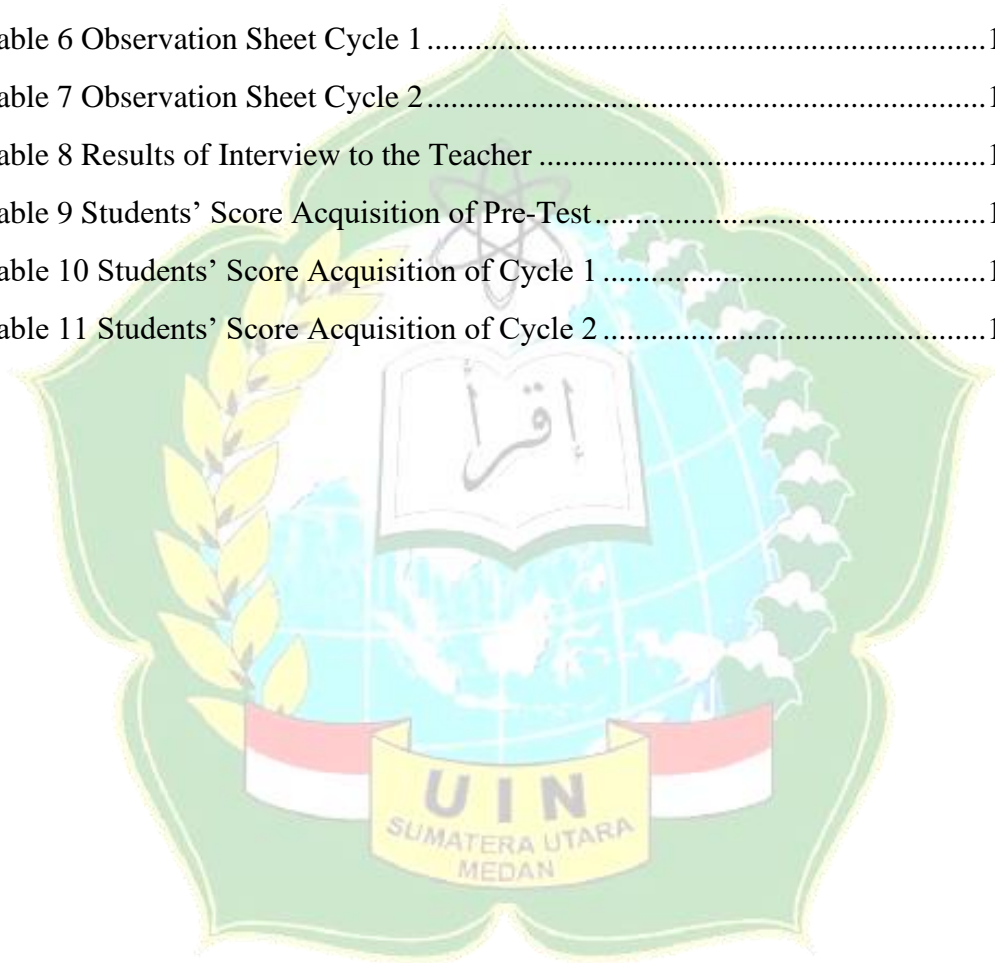 able 6 Observation Sheet Cycle 1........................................................................1
able 7 Observation Sheet Cycle 2........................................................................1
able 8 Results of Interview to the Teacher ..........................................................1
able 9 Students’ Score Acquisition of Pre-Test...................................................1
able 10 Students’ Score Acquisition of Cycle 1 .................................................1
able 11 Students’ Score Acquisition of Cycle 2 .................................................1
إقرأ
UIN
SUMATERA UTARA
MEDAN